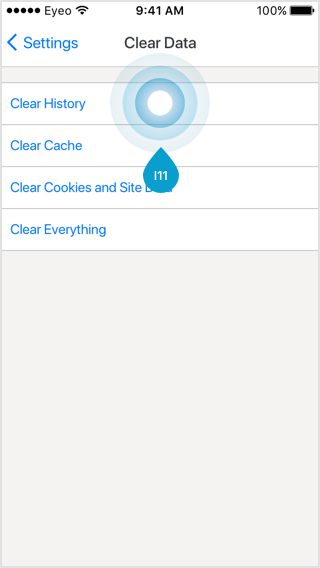 Eyeo 9:41 AM 100%
Settings Clear Data
Clear History
Clear Cache
I11
Clear Cookies and Site
Clear Everything